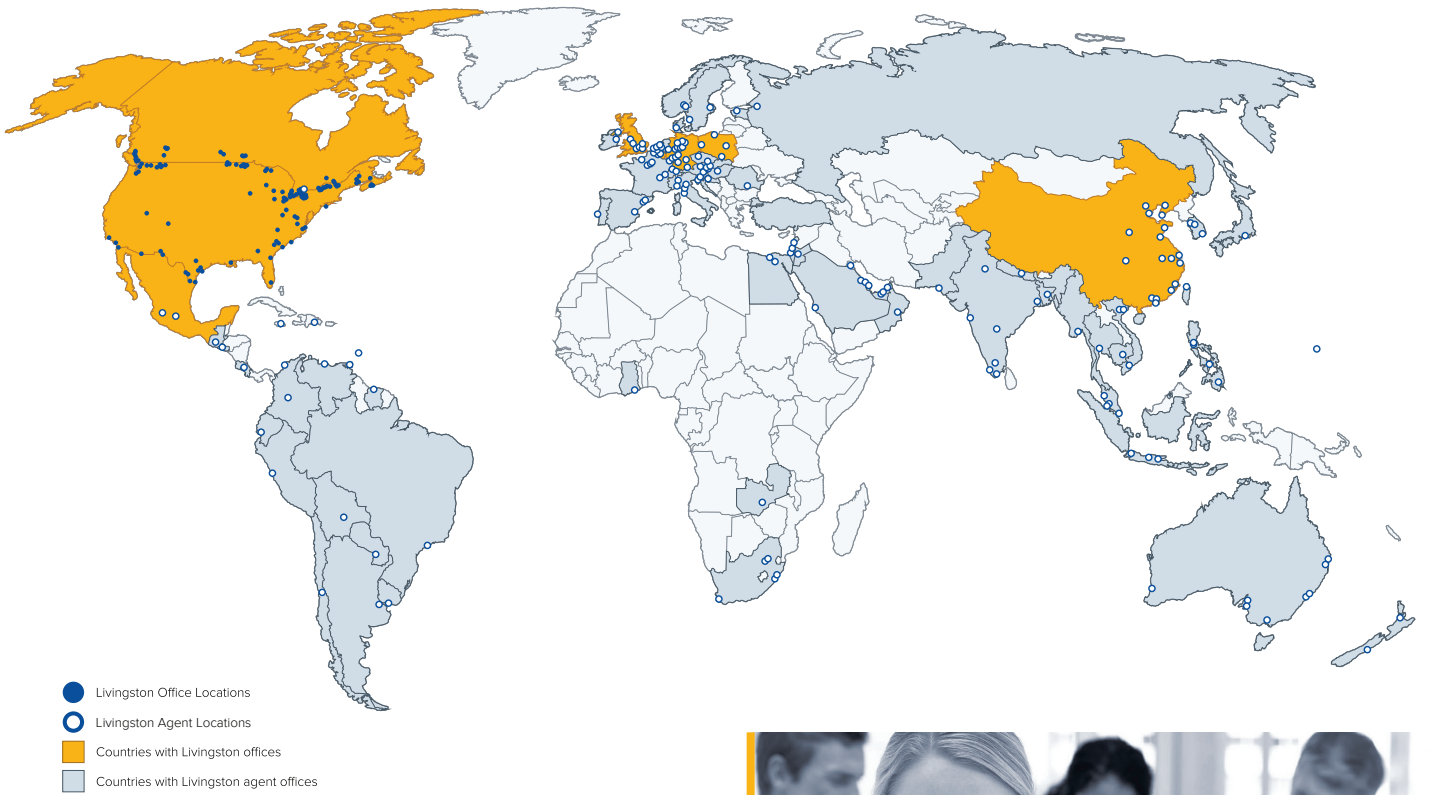 Livingston Office Locations
Livingston Agent Locations
Countries with Livingston offices
Countries with Livingston agent offices